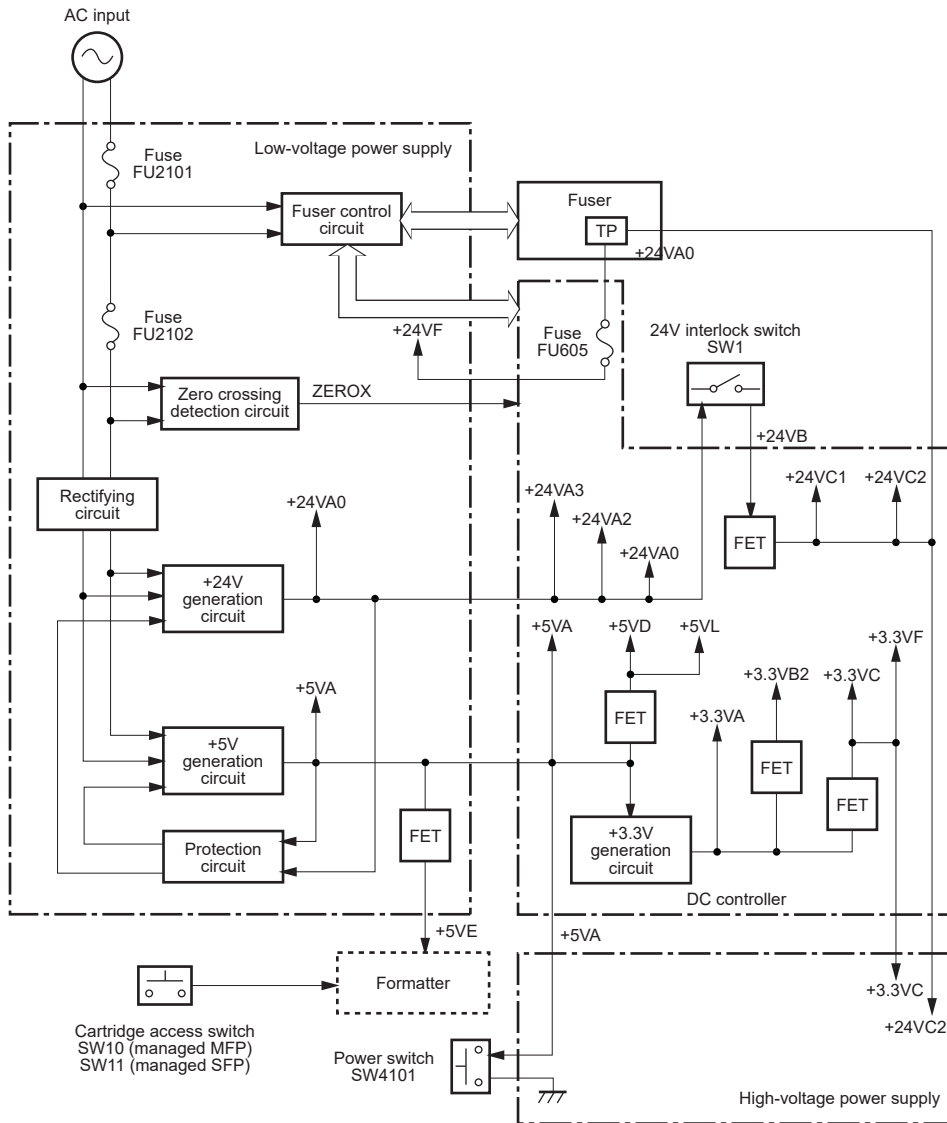 AC input
Low-voltage power supply
Fuse
FU2101
Fuser control
circuit
Fuser
TP
+24VA0
Fuse
FU2102
+24VF
Fuse
FU605
24V interlock switch
SW1
Zero crossing
detection circuit
ZEROX
+24VB
Rectifying
circuit
+24VA0
+24VA3
+24VA2
+24VA0
+24VC1
+24VC2
FET
+24V
generation
circuit
+5VA
+5VD
+5VL
+3.3VF
+5VA
+3.3VB2
+3.3VC
FET
+3.3VA
+5V
generation
circuit
FET
FET
FET
Protection
circuit
+3.3V
generation
circuit
DC controller
+5VE
+5VA
Formatter
+3.3VC
+24VC2
Cartridge access switch
SW10 (managed MFP)
SW11 (managed SFP)
Power switch
SW4101
High-voltage power supply